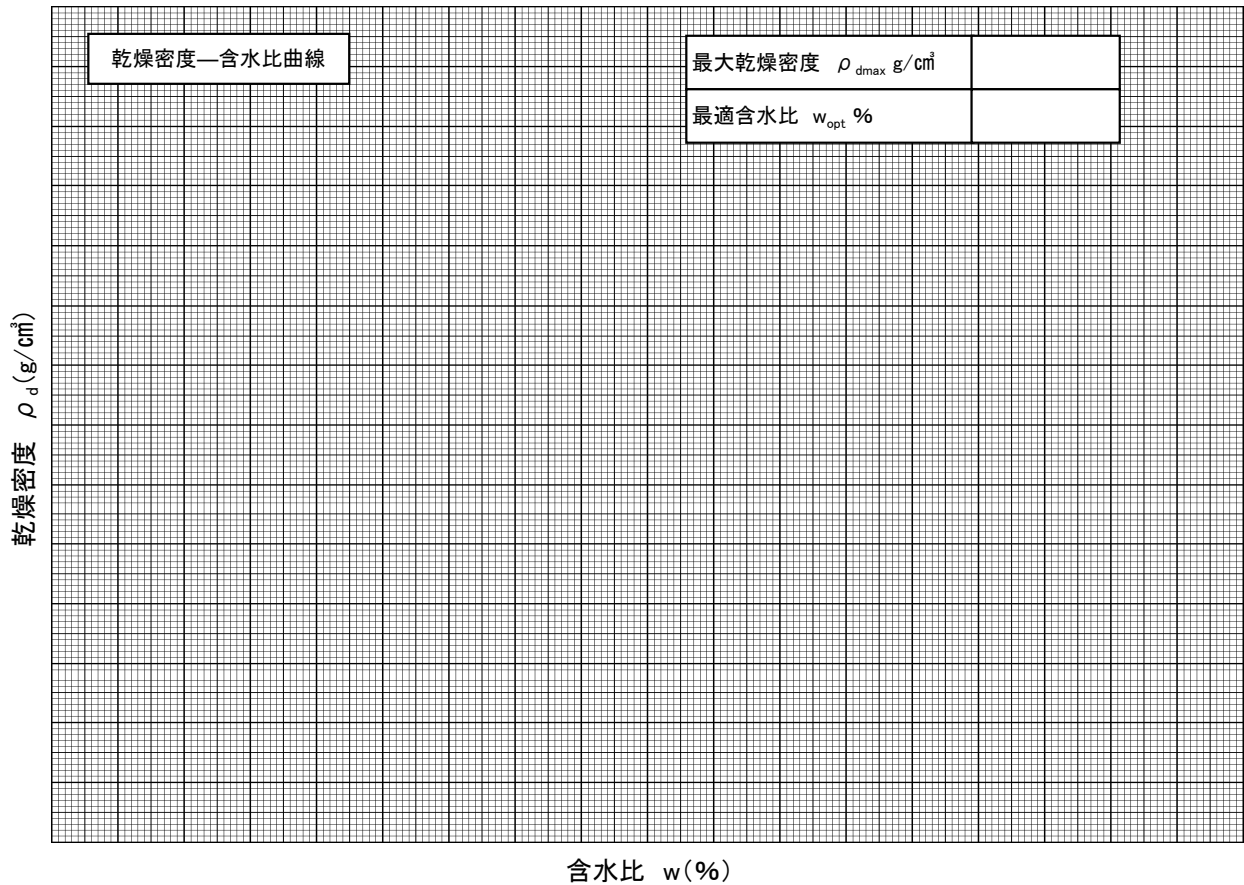 乾燥密度―含水比曲線
最大乾燥密度 ρdmax g/c㎥
最適含水比 wopt %
乾燥密度 ρd(g/c㎥)
含水比 w(%)